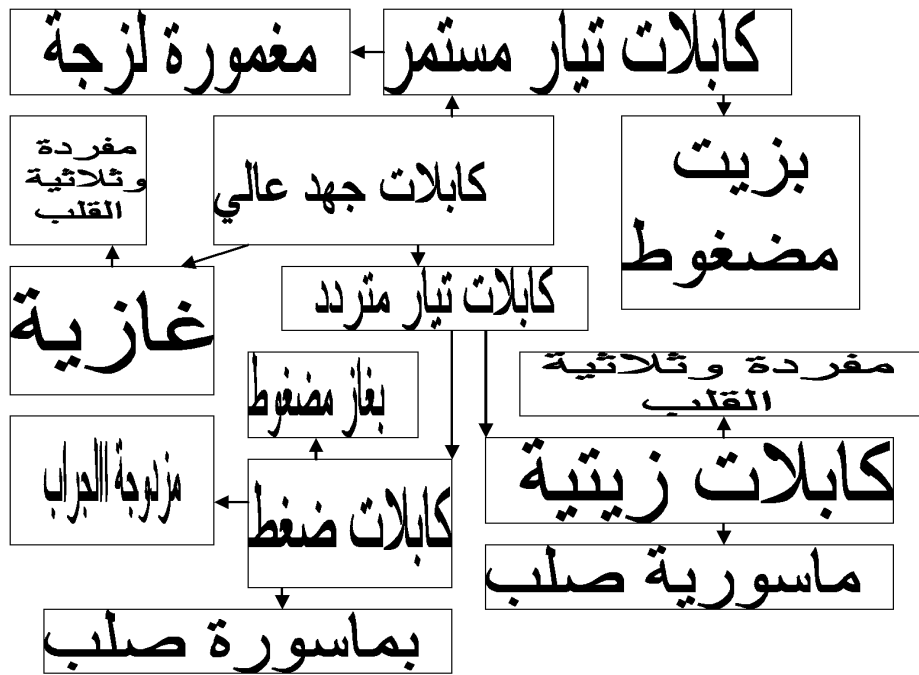 كابلات تيار مستمر
مغمورة لزجة
بزيت
مضغوط
كابلات جهد عالي
مفردة
وثلاثية
القلب
غازية
كابلات تيار متردد
مفردة وثلاثية
القلب
بغاز مضغوط
كابلات زيتية
كابلات ضغط
مزدوجة االجراب
ماسورية صلب
بماسورة صلب